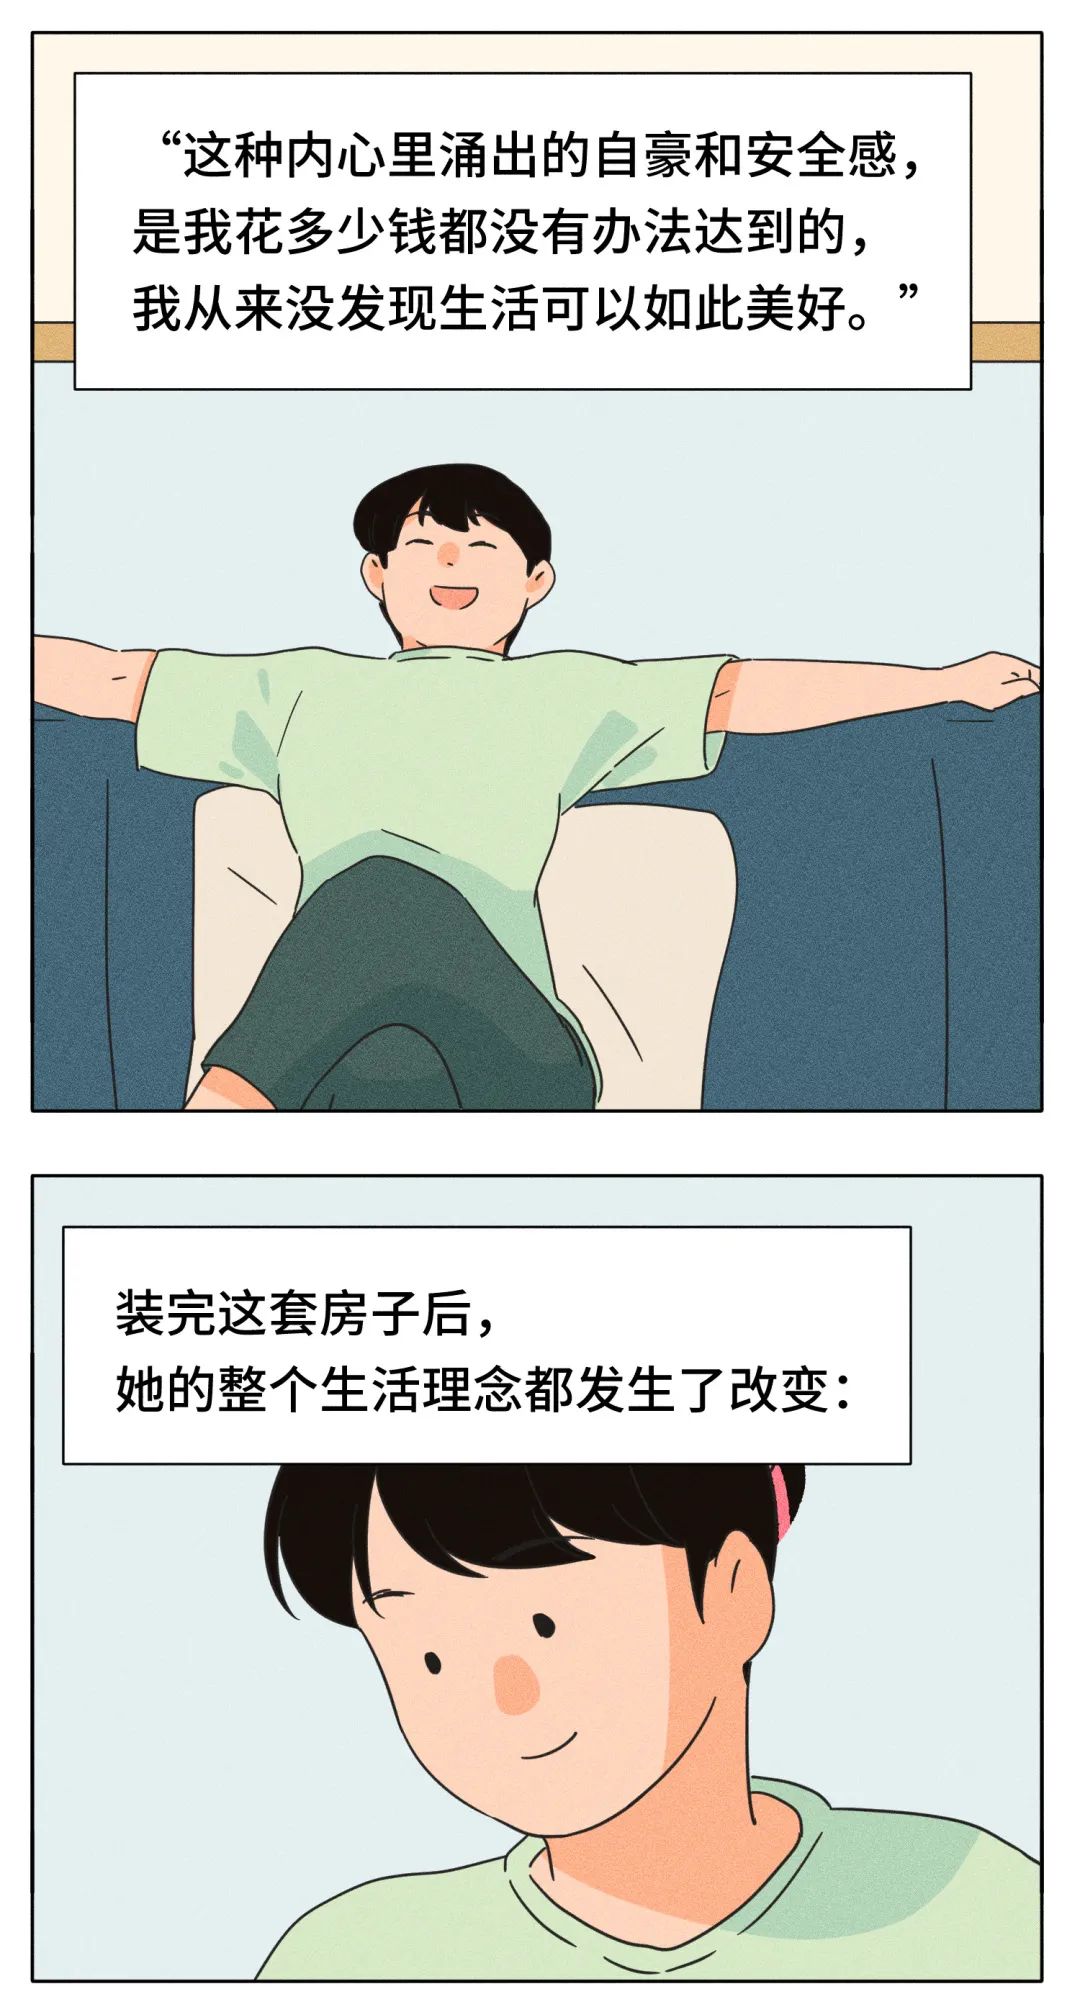 “这种内心里涌出的自豪和安全感，
是我花多少钱都没有办法达到的，
我从来没发现生活可以如此美好。”
装完这套房子后，
她的整个生活理念都发生了改变：